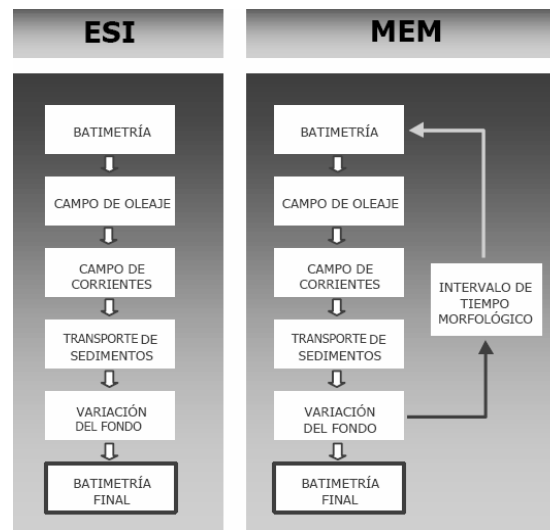 ESI
BATIMETRÍA
CAMPO DE OLEAJE
CAMPO DE
CORRIENTES
TRANSPORTE DE
SEDIMENTOS
VARIACIÓN
DEL FONDO
BATIMETRÍA
FINAL
MEM
BATIMETRÍA
CAMPO DE OLEAJE
CAMPO DE
CORRIENTES
TRANSPORTE DE
SEDIMENTOS
VARIACIÓN
DEL FONDO
BATIMETRÍA
FINAL
INTERVALO DE
TIEMPO
MORFOLÓGICO